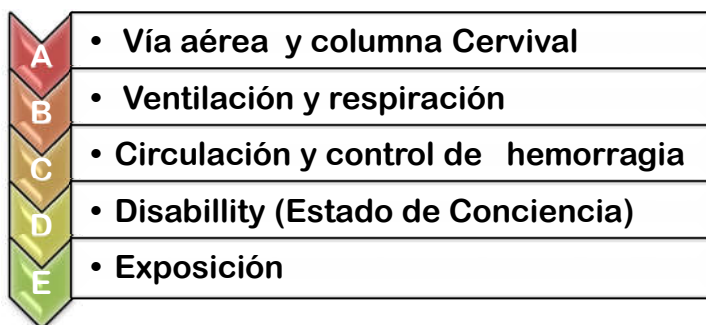 A • Vía aérea y columna Cervival
B • Ventilación y respiración
C • Circulación y control de hemorragia
D • Disabillity (Estado de Conciencia)
E • Exposición